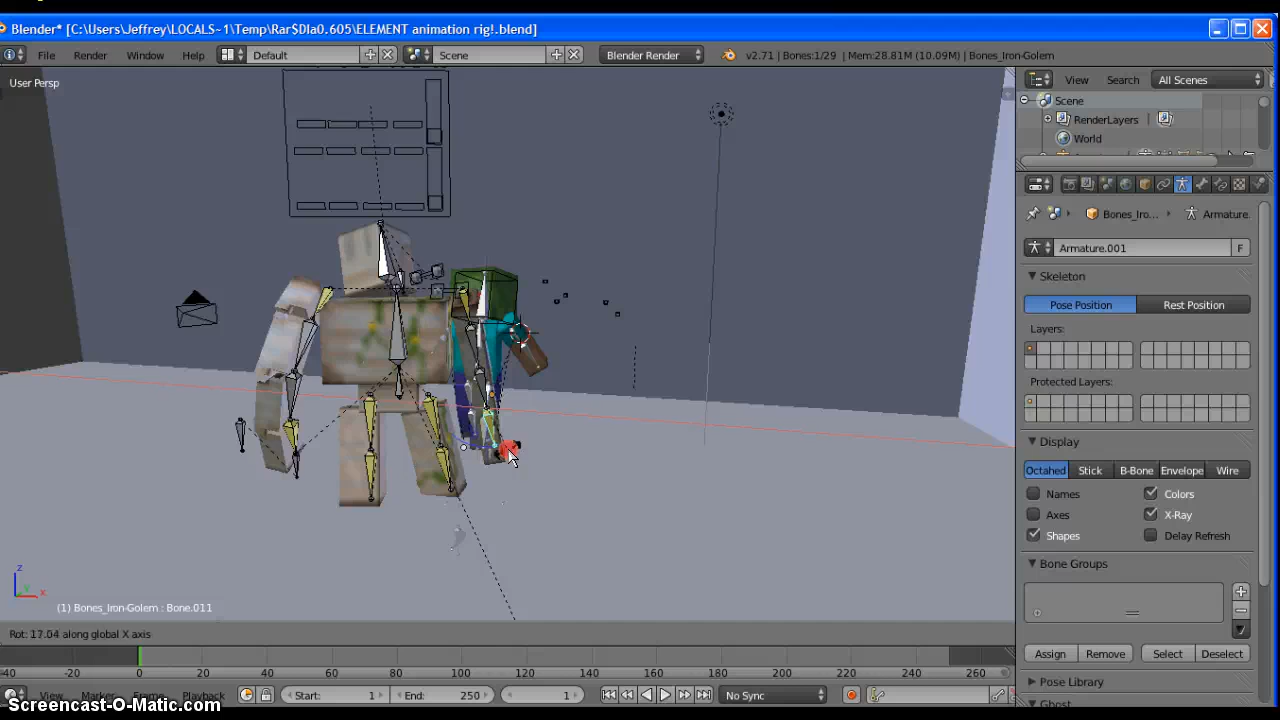 Blender* [C:\Users\Jeffrey\LOCALS~1\Temp\Rar$DIa0.605\ELEMENT animation rig!.blend]
File Render Window Help Default Scene Blender Render v2.71 | Bones:1/29 | Mem:28.81M (10.09M) | Bones_Iron-Golem
User Persp
View Search All Scenes
Scene
RenderLayers
World
Bones_Iro... Armature.
Armature.001 F
Skeleton
Pose Position Rest Position
Layers:
Protected Layers:
Display
Octahed Stick B-Bone Envelope Wire
Names Colors
Axes X-Ray
Shapes Delay Refresh
Bone Groups
Assign Remove Select Deselect
Pose Library
Ghost
z
x
(1) Bones_Iron-Golem : Bone.011
Rot: 17.04 along global X axis
-40 -20 0 20 40 60 80 100 120 140 160 180 200 220 240 260
View Marker Frame Playback Start: 1 End: 250 1 No Sync
Screencast-O-Matic.com